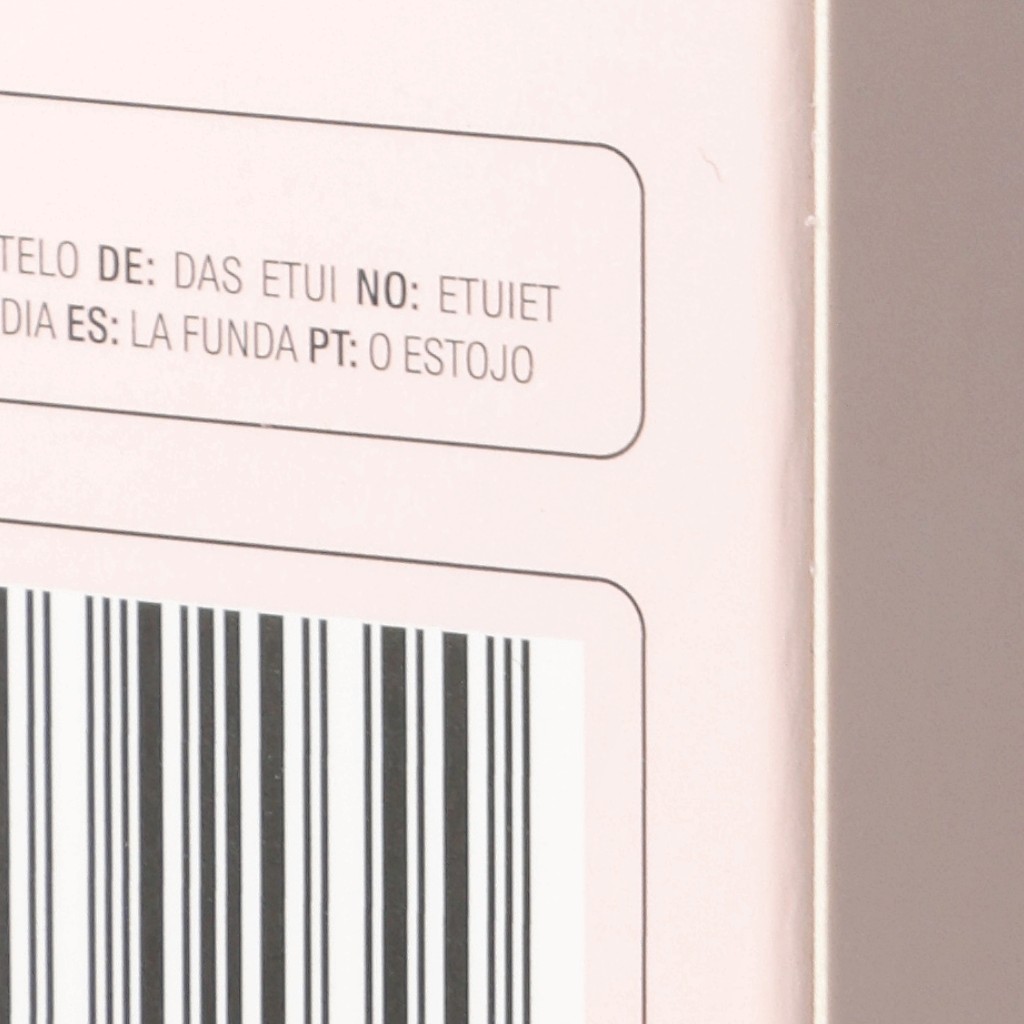 TELO DE: DAS ETUI NO: ETUIET
DIA ES: LA FUNDA PT: O ESTOJO